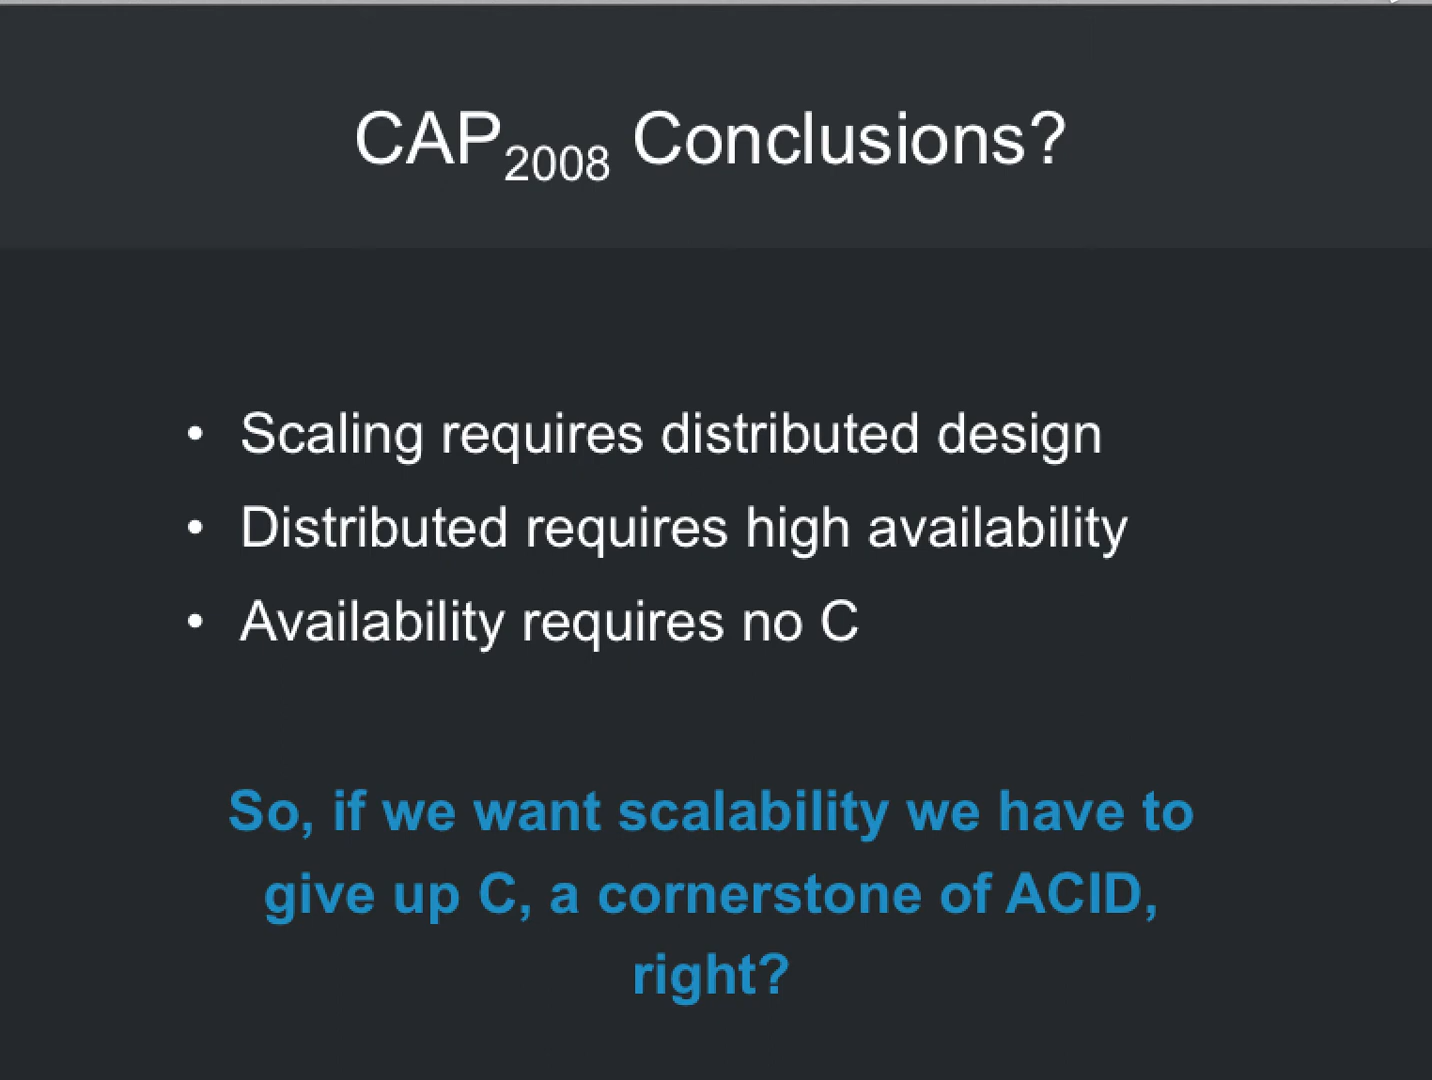 CAP2008 Conclusions?
• Scaling requires distributed design
• Distributed requires high availability
• Availability requires no C
So, if we want scalability we have to
give up C, a cornerstone of ACID,
right?